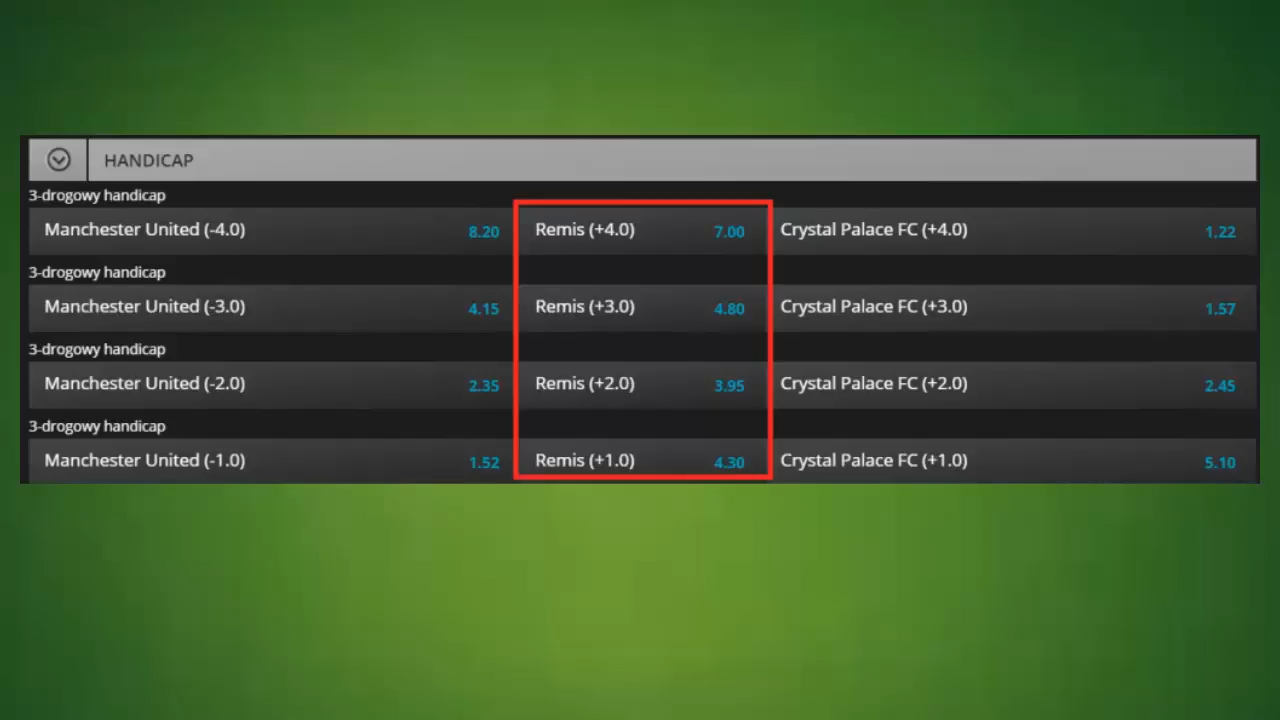 HANDICAP
3-drogowy handicap
Manchester United (-4.0) 8.20 Remis (+4.0) 7.00 Crystal Palace FC (+4.0) 1.22
3-drogowy handicap
Manchester United (-3.0) 4.15 Remis (+3.0) 4.80 Crystal Palace FC (+3.0) 1.57
3-drogowy handicap
Manchester United (-2.0) 2.35 Remis (+2.0) 3.95 Crystal Palace FC (+2.0) 2.45
3-drogowy handicap
Manchester United (-1.0) 1.52 Remis (+1.0) 4.30 Crystal Palace FC (+1.0) 5.10